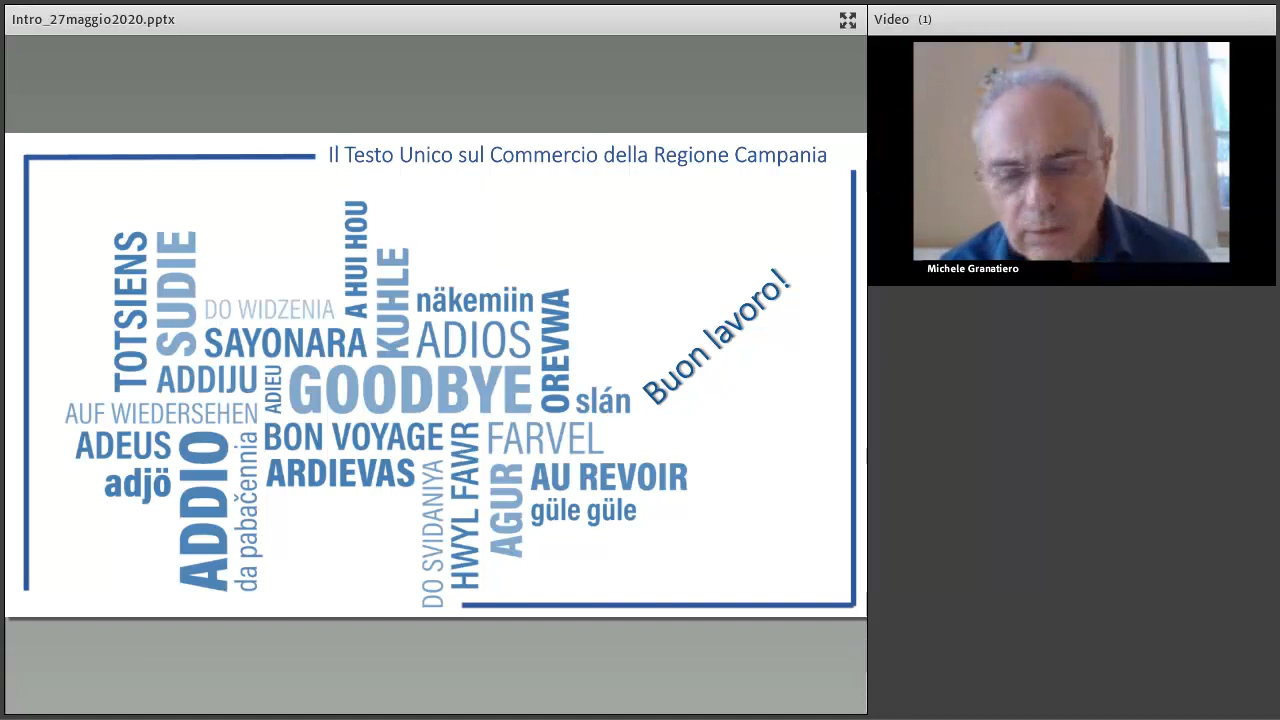 Intro_27maggio2020.pptx
Video (1)
Michele Granatiero
Il Testo Unico sul Commercio della Regione Campania
TOTSIENS
SUDIE
DO WIDZENIA
A HUI HOU
KUHLE
näkemiin
OREVWA
SAYONARA
ADIOS
ADDIJU
ADIEU
GOODBYE
slán
Buon lavoro!
AUF WIEDERSEHEN
ADEUS
adjö
ADDIO
da pabačennia
BON VOYAGE
ARDIEVAS
DO SVIDANIYA
HWYL FAWR
FARVEL
AGUR
AU REVOIR
güle güle